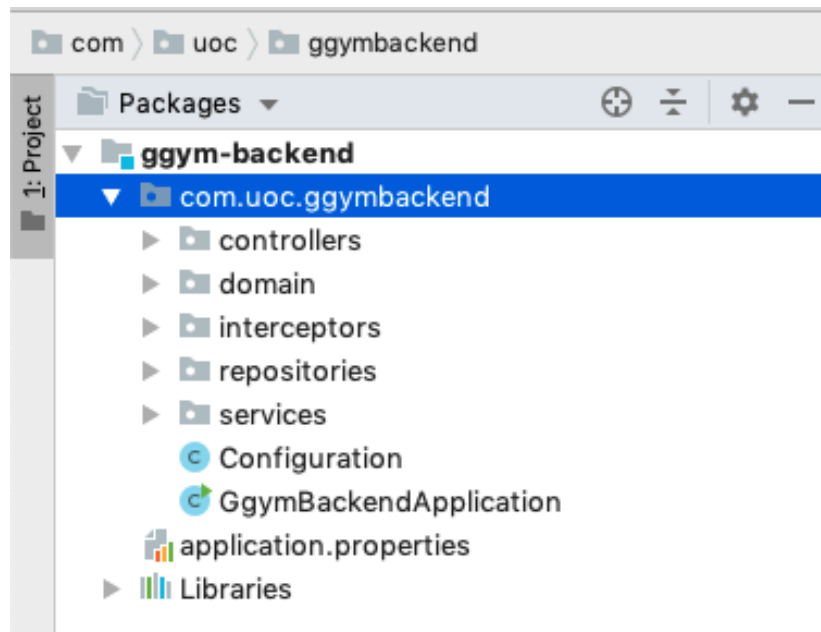 com uoc ggymbackend
1: Project
Packages
ggym-backend
com.uoc.ggymbackend
controllers
domain
interceptors
repositories
services
C Configuration
C GgymBackendApplication
application.properties
Libraries